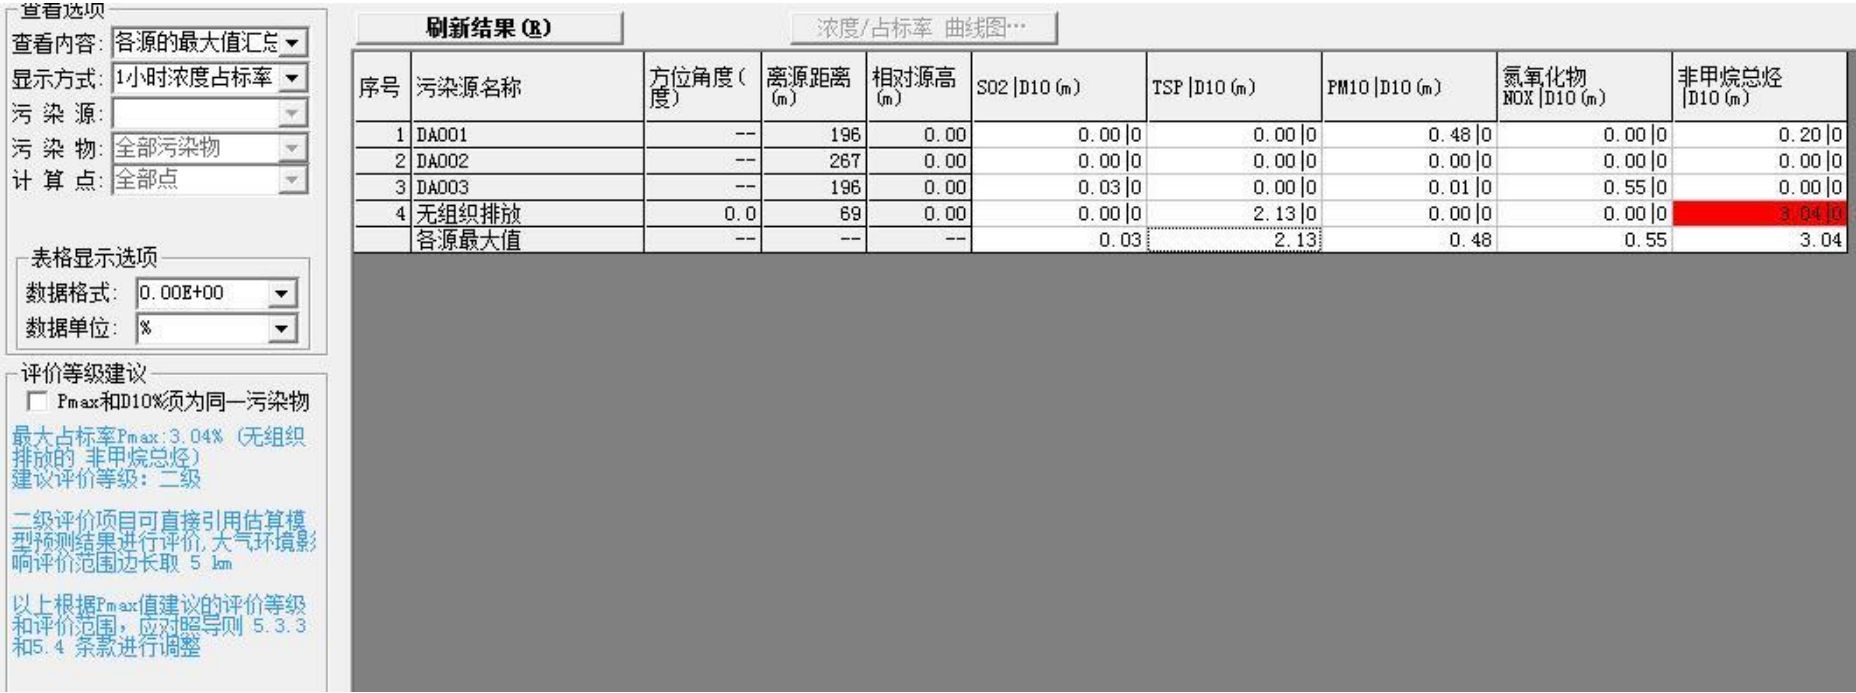 查看选项
查看内容: 各源的最大值汇总
显示方式: 1小时浓度占标率
污 染 源:
污 染 物: 全部污染物
计 算 点: 全部点
表格显示选项
数据格式: 0.00E+00
数据单位: %
评价等级建议
Pmax和D10%须为同一污染物
最大占标率Pmax:3.04% (无组织
排放的 非甲烷总烃)
建议评价等级: 二级
二级评价项目可直接引用估算模
型预测结果进行评价,大气环境影
响评价范围边长取 5 km
以上根据Pmax值建议的评价等级
和评价范围, 应对照导则 5.3.3
和5.4 条款进行调整
刷新结果(R) 浓度/占标率 曲线图…
序号 污染源名称 方位角度(度) 离源距离(m) 相对源高(m) SO2|D10(m) TSP|D10(m) PM10|D10(m) 氮氧化物NOX|D10(m) 非甲烷总烃|D10(m)
1 DA001 -- 196 0.00 0.00|0 0.00|0 0.48|0 0.00|0 0.20|0
2 DA002 -- 267 0.00 0.00|0 0.00|0 0.00|0 0.00|0 0.00|0
3 DA003 -- 196 0.00 0.03|0 0.00|0 0.01|0 0.55|0 0.00|0
4 无组织排放 0.0 69 0.00 0.00|0 2.13|0 0.00|0 0.00|0 3.04|0
各源最大值 -- -- -- 0.03 2.13 0.48 0.55 3.04